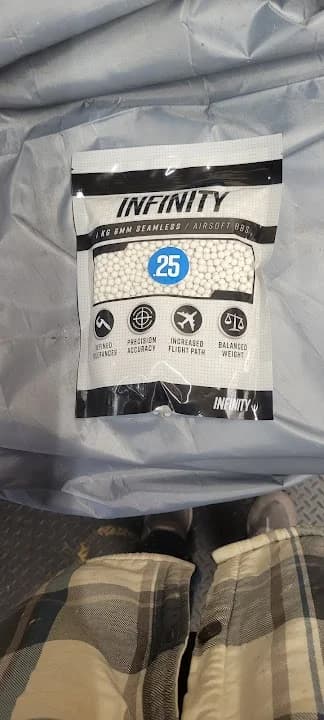 INFINITY
1 KG 6MM SEAMLESS / AIRSOFT BBS
.25
REFINED
TOLERANCES
PRECISION
ACCURACY
INCREASED
FLIGHT PATH
BALANCED
WEIGHT
INFINITY